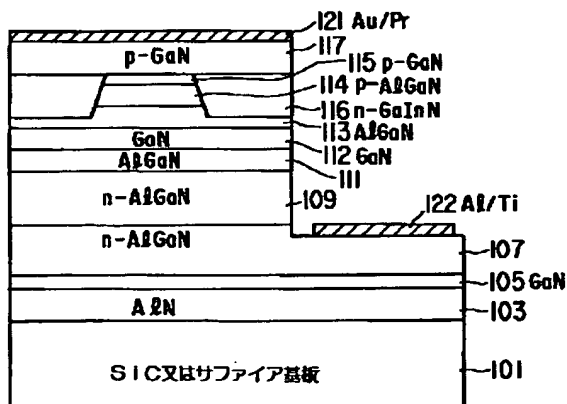 121 Au/Pr
117
p-GaN
115 p-GaN
114 p-AlGaN
116 n-GaInN
113 AlGaN
GaN
112 GaN
AlGaN
111
n-AlGaN
109
122 Al/Ti
n-AlGaN
107
105 GaN
AlN
103
SiC又はサファイア基板
101